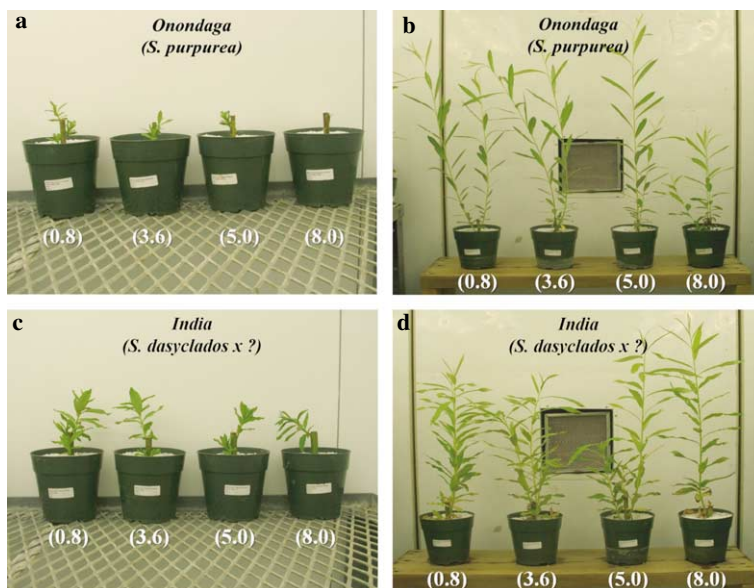 a
Onondaga
(S. purpurea)
(0.8) (3.6) (5.0) (8.0)
b
Onondaga
(S. purpurea)
(0.8) (3.6) (5.0) (8.0)
c
India
(S. dasyclados x ?)
(0.8) (3.6) (5.0) (8.0)
d
India
(S. dasyclados x ?)
(0.8) (3.6) (5.0) (8.0)